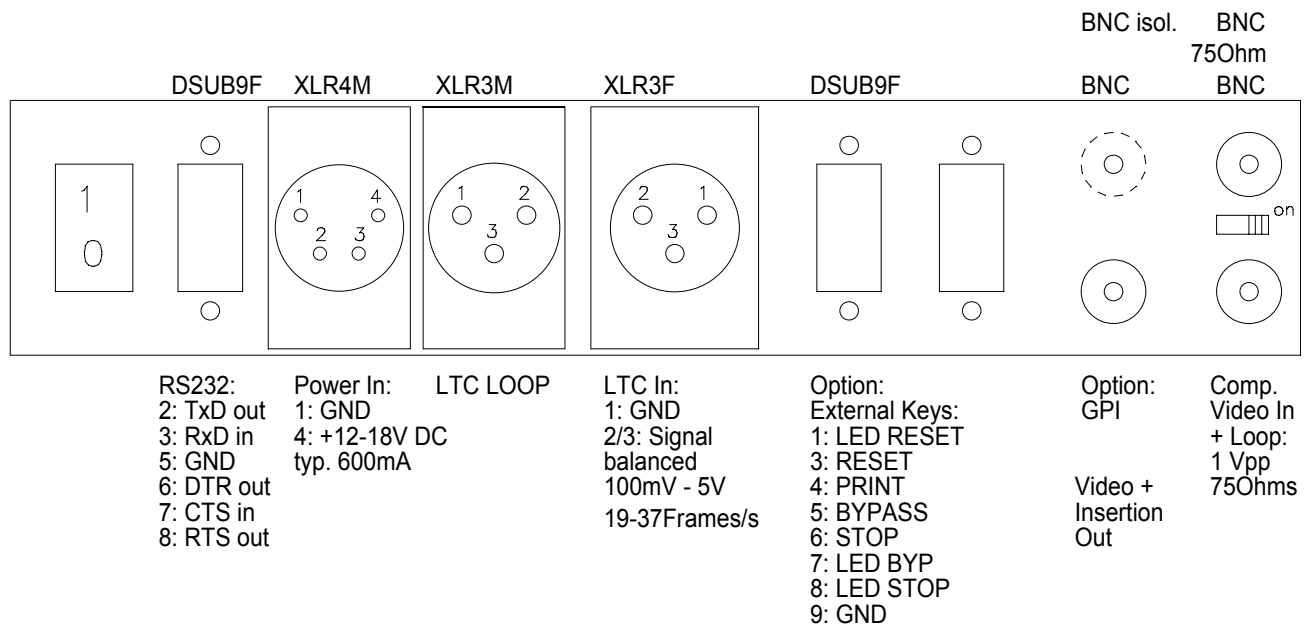 BNC isol. BNC
75Ohm
DSUB9F XLR4M XLR3M XLR3F DSUB9F BNC BNC
1
0
1 4
2 3
1 2
3
2 1
3
on
RS232:
2: TxD out
3: RxD in
5: GND
6: DTR out
7: CTS in
8: RTS out
Power In:
1: GND
4: +12-18V DC
typ. 600mA
LTC LOOP
LTC In:
1: GND
2/3: Signal
balanced
100mV - 5V
19-37Frames/s
Option:
External Keys:
1: LED RESET
3: RESET
4: PRINT
5: BYPASS
6: STOP
7: LED BYP
8: LED STOP
9: GND
Option:
GPI
Video +
Insertion
Out
Comp.
Video In
+ Loop:
1 Vpp
75Ohms